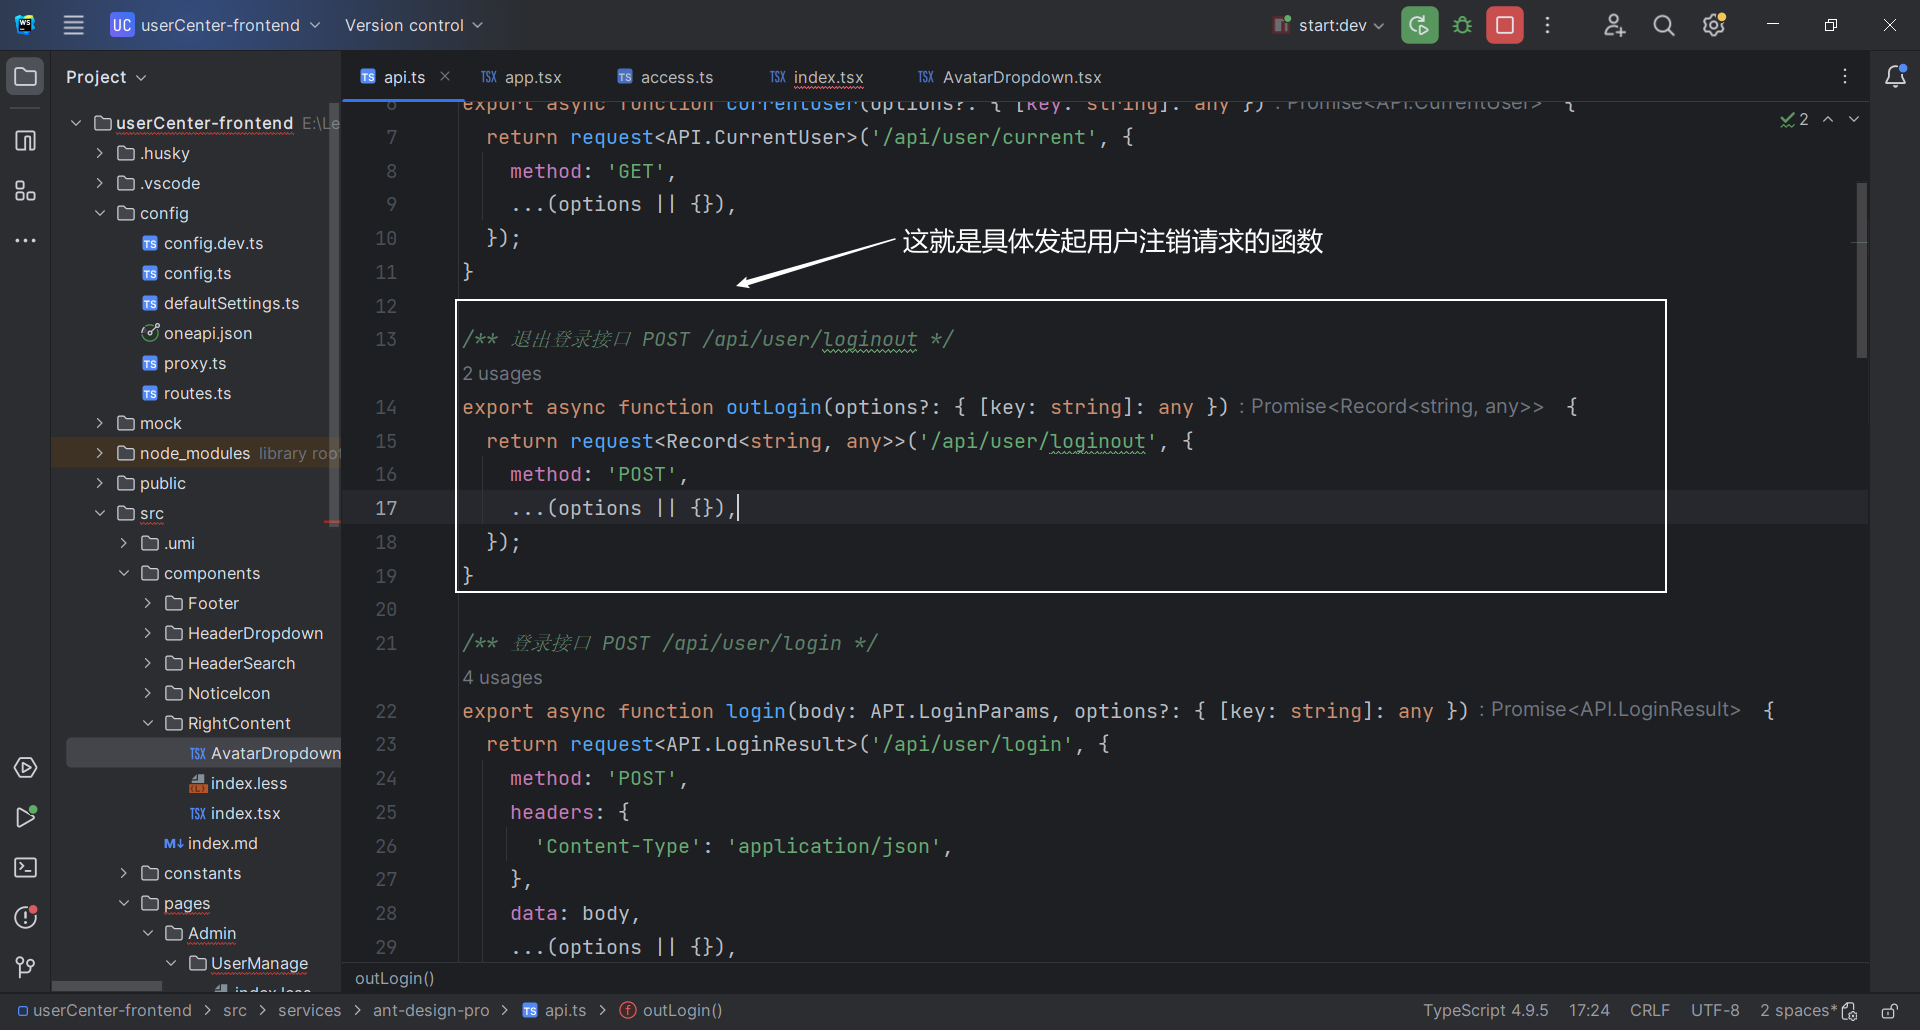 UC userCenter-frontend Version control start:dev
Project
api.ts app.tsx access.ts index.tsx AvatarDropdown.tsx
userCenter-frontend E:\Le
.husky
.vscode
config
config.dev.ts
config.ts
defaultSettings.ts
oneapi.json
proxy.ts
routes.ts
mock
node_modules library root
public
src
.umi
components
Footer
HeaderDropdown
HeaderSearch
NoticeIcon
RightContent
AvatarDropdown
index.less
index.tsx
index.md
constants
pages
Admin
UserManage
index.less
2
6 export async function currentUser(options?: { [key: string]: any }) : Promise<API.CurrentUser> {
7 return request<API.CurrentUser>('/api/user/current', {
8 method: 'GET',
9 ...(options || {}),
10 });
11 }
这就是具体发起用户注销请求的函数
12
13 /** 退出登录接口 POST /api/user/loginout */
2 usages
14 export async function outLogin(options?: { [key: string]: any }) : Promise<Record<string, any>> {
15 return request<Record<string, any>>('/api/user/loginout', {
16 method: 'POST',
17 ...(options || {}),
18 });
19 }
20
21 /** 登录接口 POST /api/user/login */
4 usages
22 export async function login(body: API.LoginParams, options?: { [key: string]: any }) : Promise<API.LoginResult> {
23 return request<API.LoginResult>('/api/user/login', {
24 method: 'POST',
25 headers: {
26 'Content-Type': 'application/json',
27 },
28 data: body,
29 ...(options || {}),
outLogin()
userCenter-frontend > src > services > ant-design-pro > api.ts > outLogin() TypeScript 4.9.5 17:24 CRLF UTF-8 2 spaces*